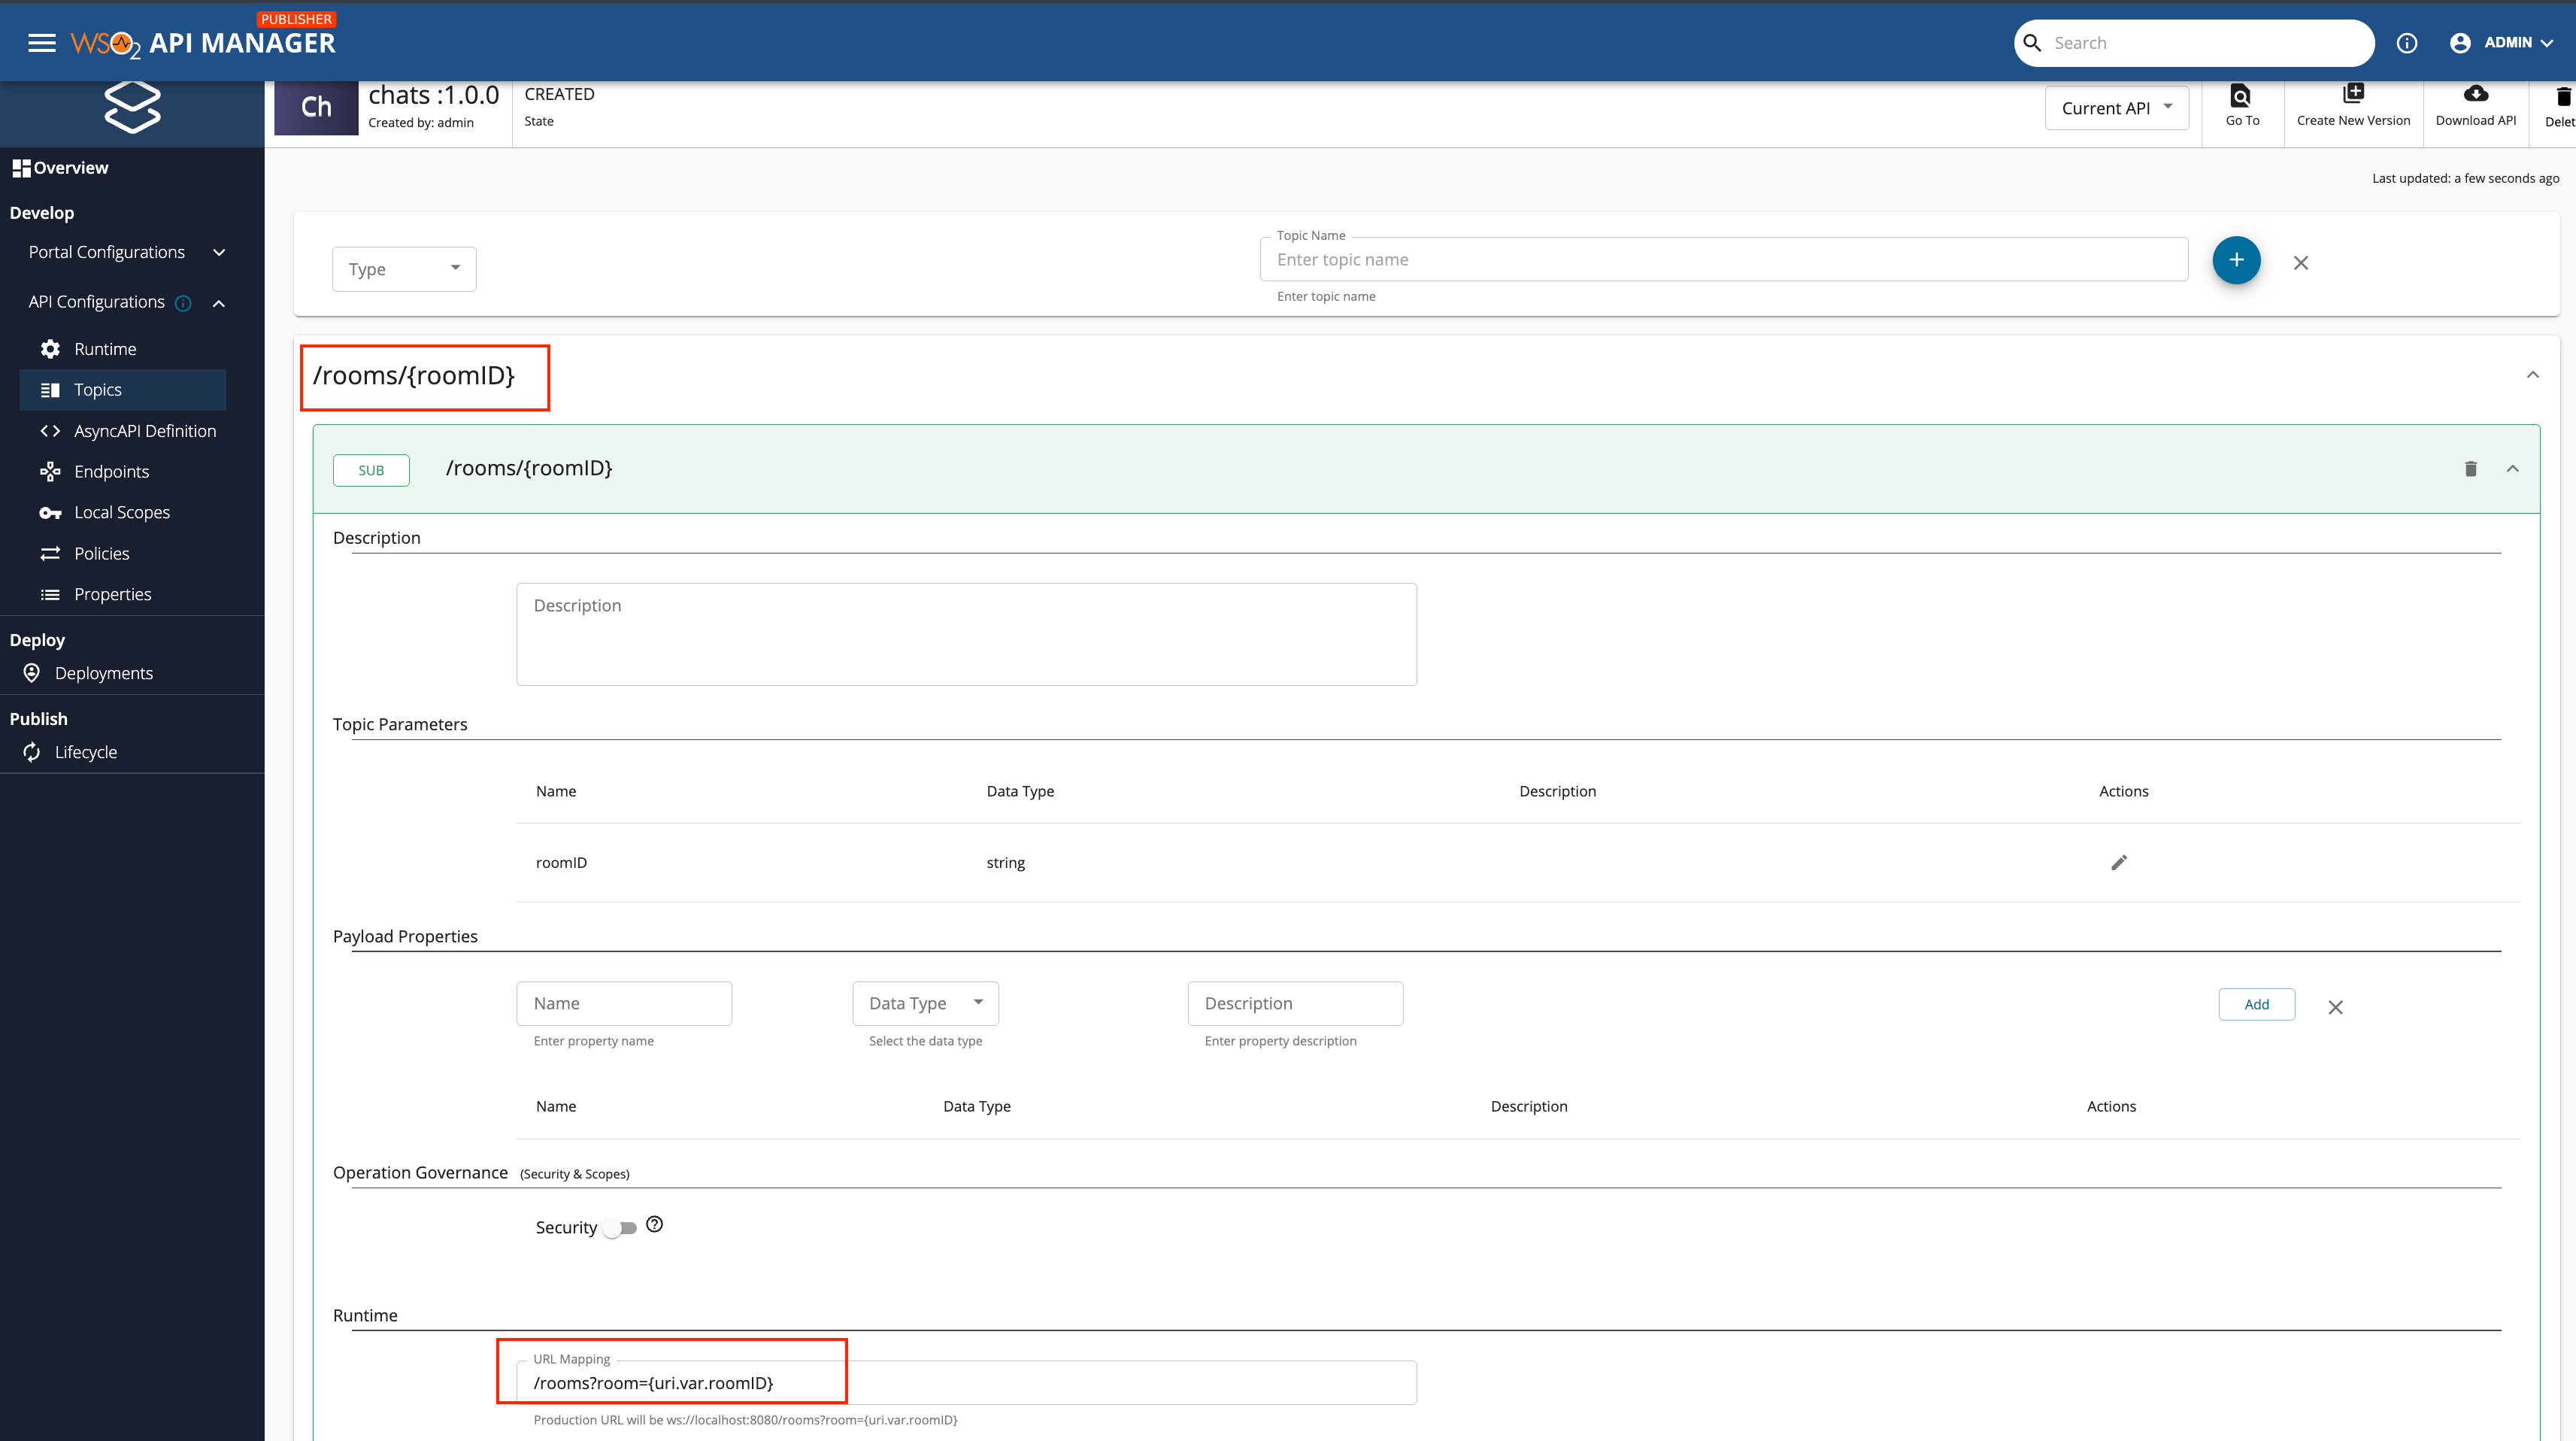 PUBLISHER
WSO2 API MANAGER
Search
ADMIN
Ch
chats :1.0.0
Created by: admin
CREATED
State
Current API
Go To
Create New Version
Download API
Delet
Overview
Develop
Portal Configurations
API Configurations
Runtime
Topics
AsyncAPI Definition
Endpoints
Local Scopes
Policies
Properties
Deploy
Deployments
Publish
Lifecycle
Last updated: a few seconds ago
Type
Topic Name
Enter topic name
Enter topic name
/rooms/{roomID}
SUB /rooms/{roomID}
Description
Description
Topic Parameters
Name Data Type Description Actions
roomID string
Payload Properties
Name Data Type Description Add
Enter property name Select the data type Enter property description
Name Data Type Description Actions
Operation Governance (Security & Scopes)
Security
Runtime
URL Mapping
/rooms?room={uri.var.roomID}
Production URL will be ws://localhost:8080/rooms?room={uri.var.roomID}